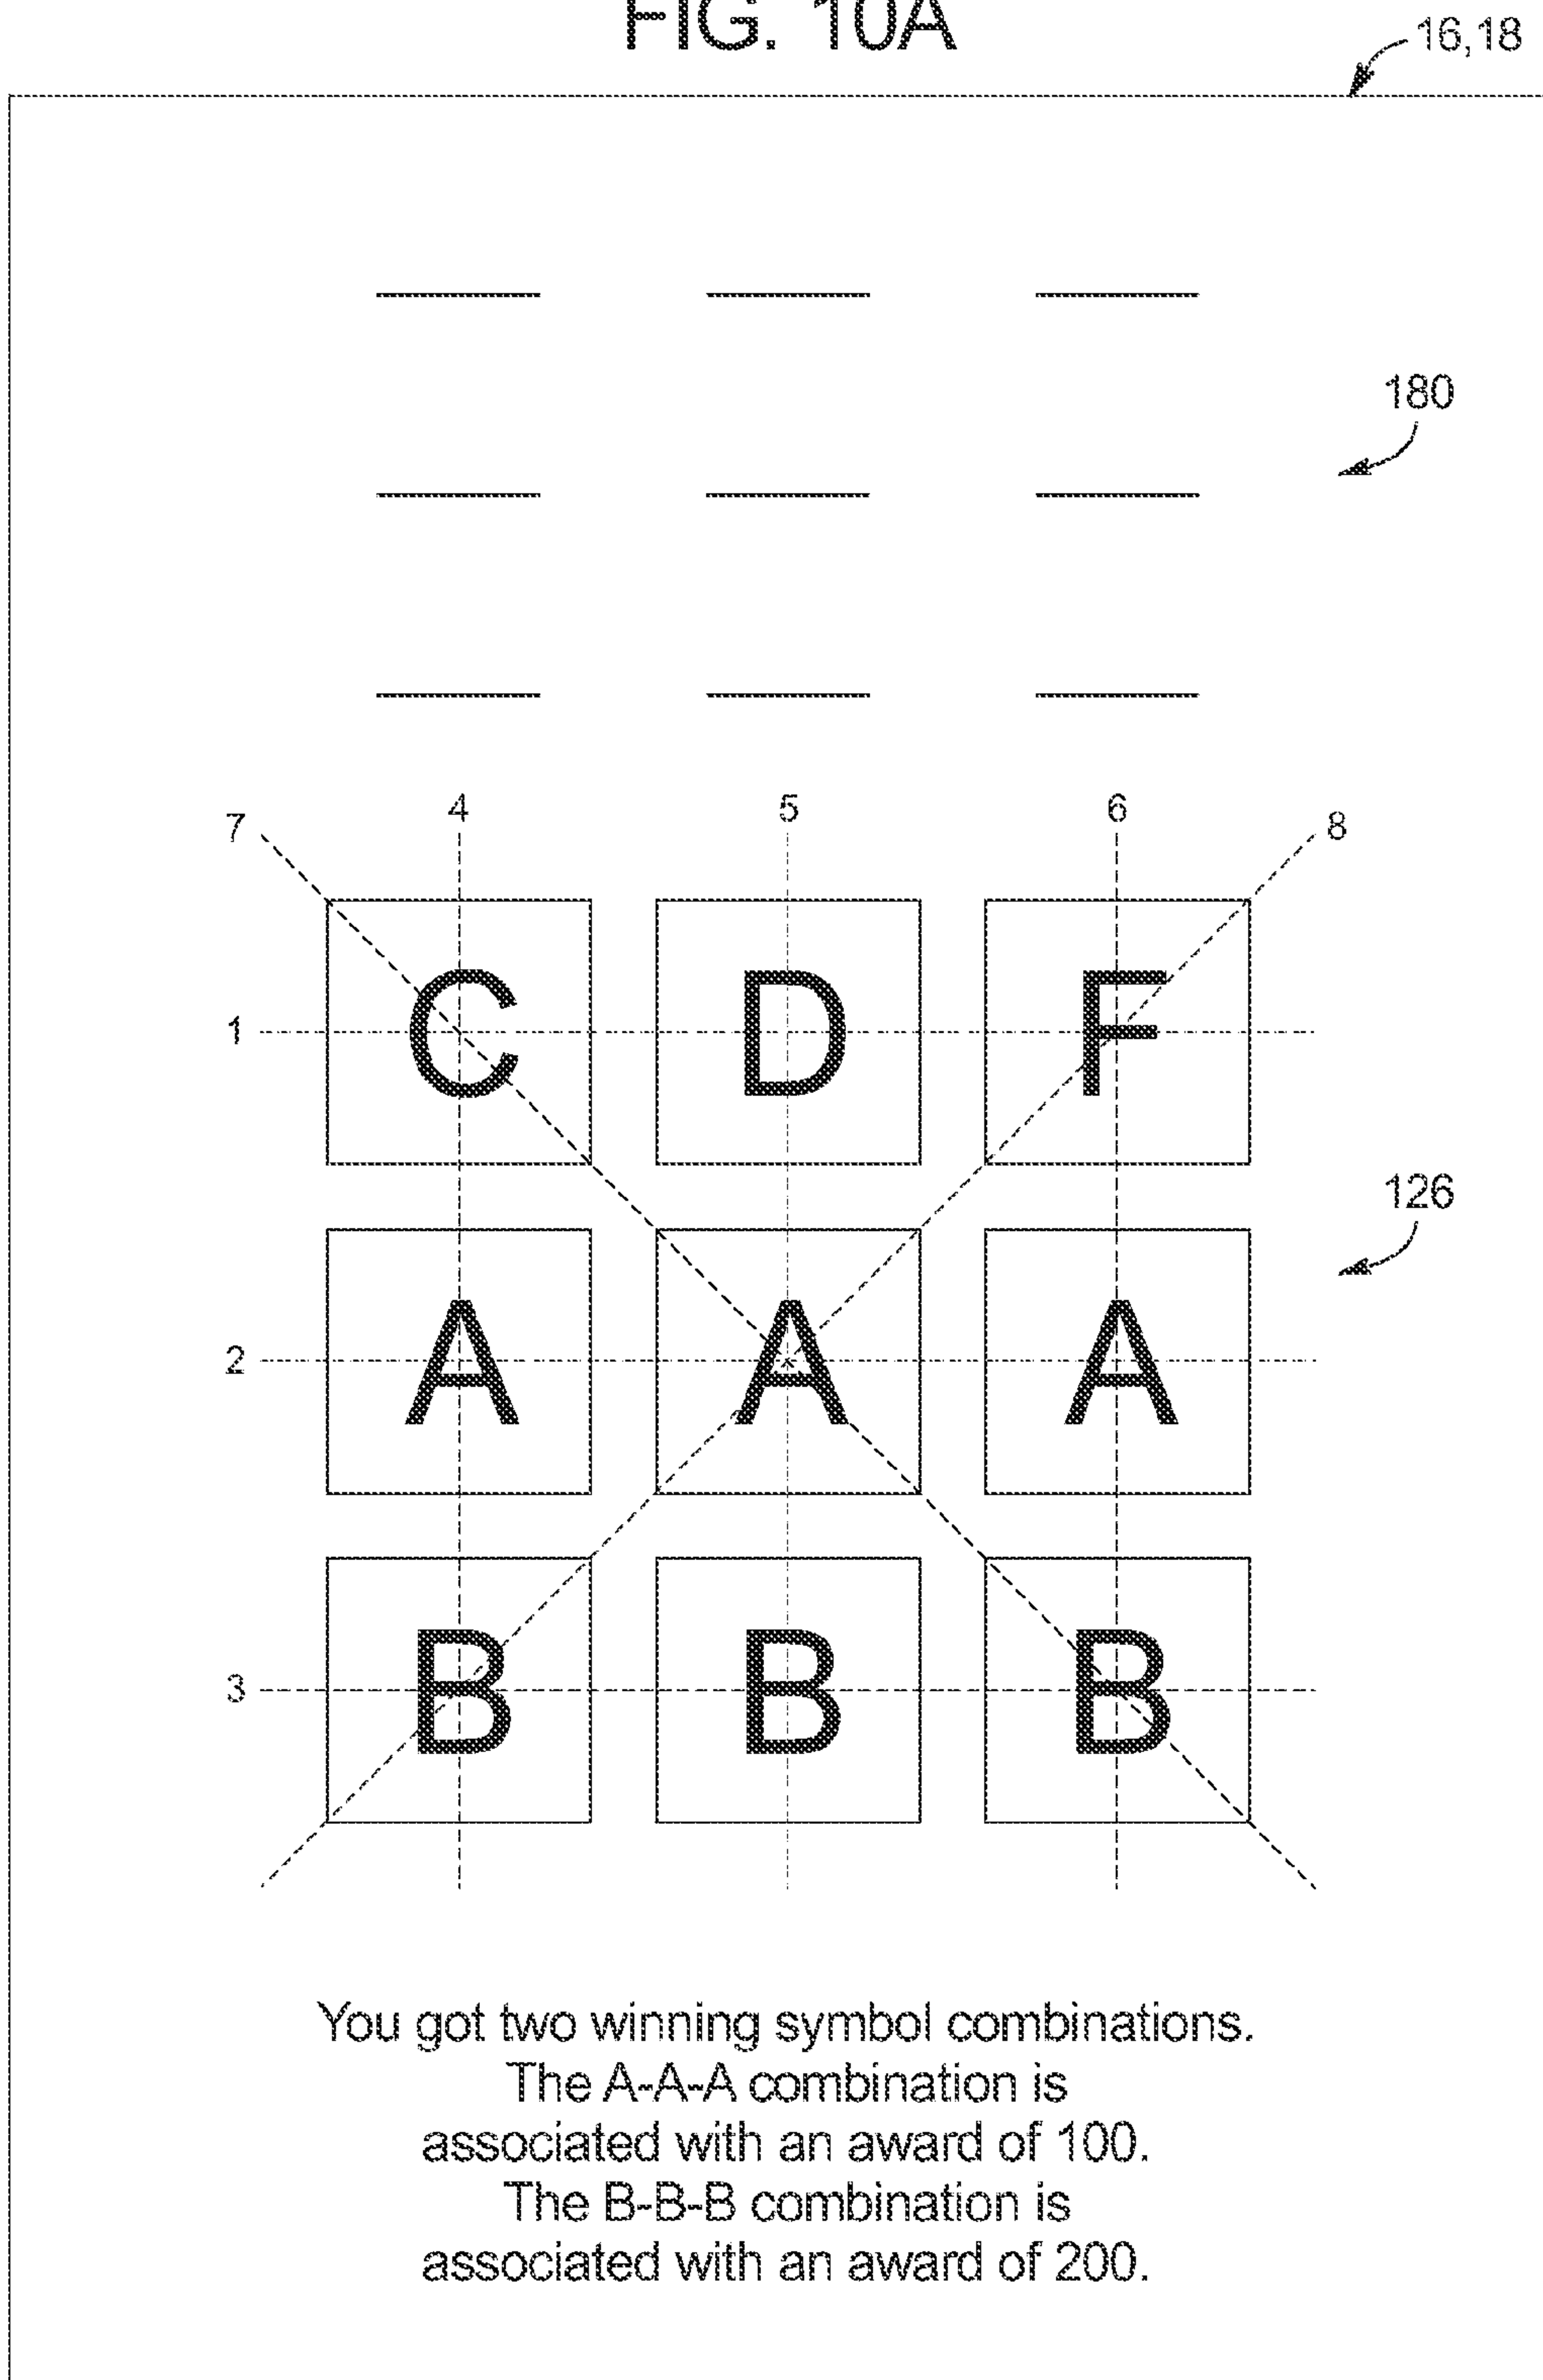 FIG. 10A
16,18
180
4 5 6
7 8
1 C D F
126
2 A A A
3 B B B
You got two winning symbol combinations.
The A-A-A combination is
associated with an award of 100.
The B-B-B combination is
associated with an award of 200.